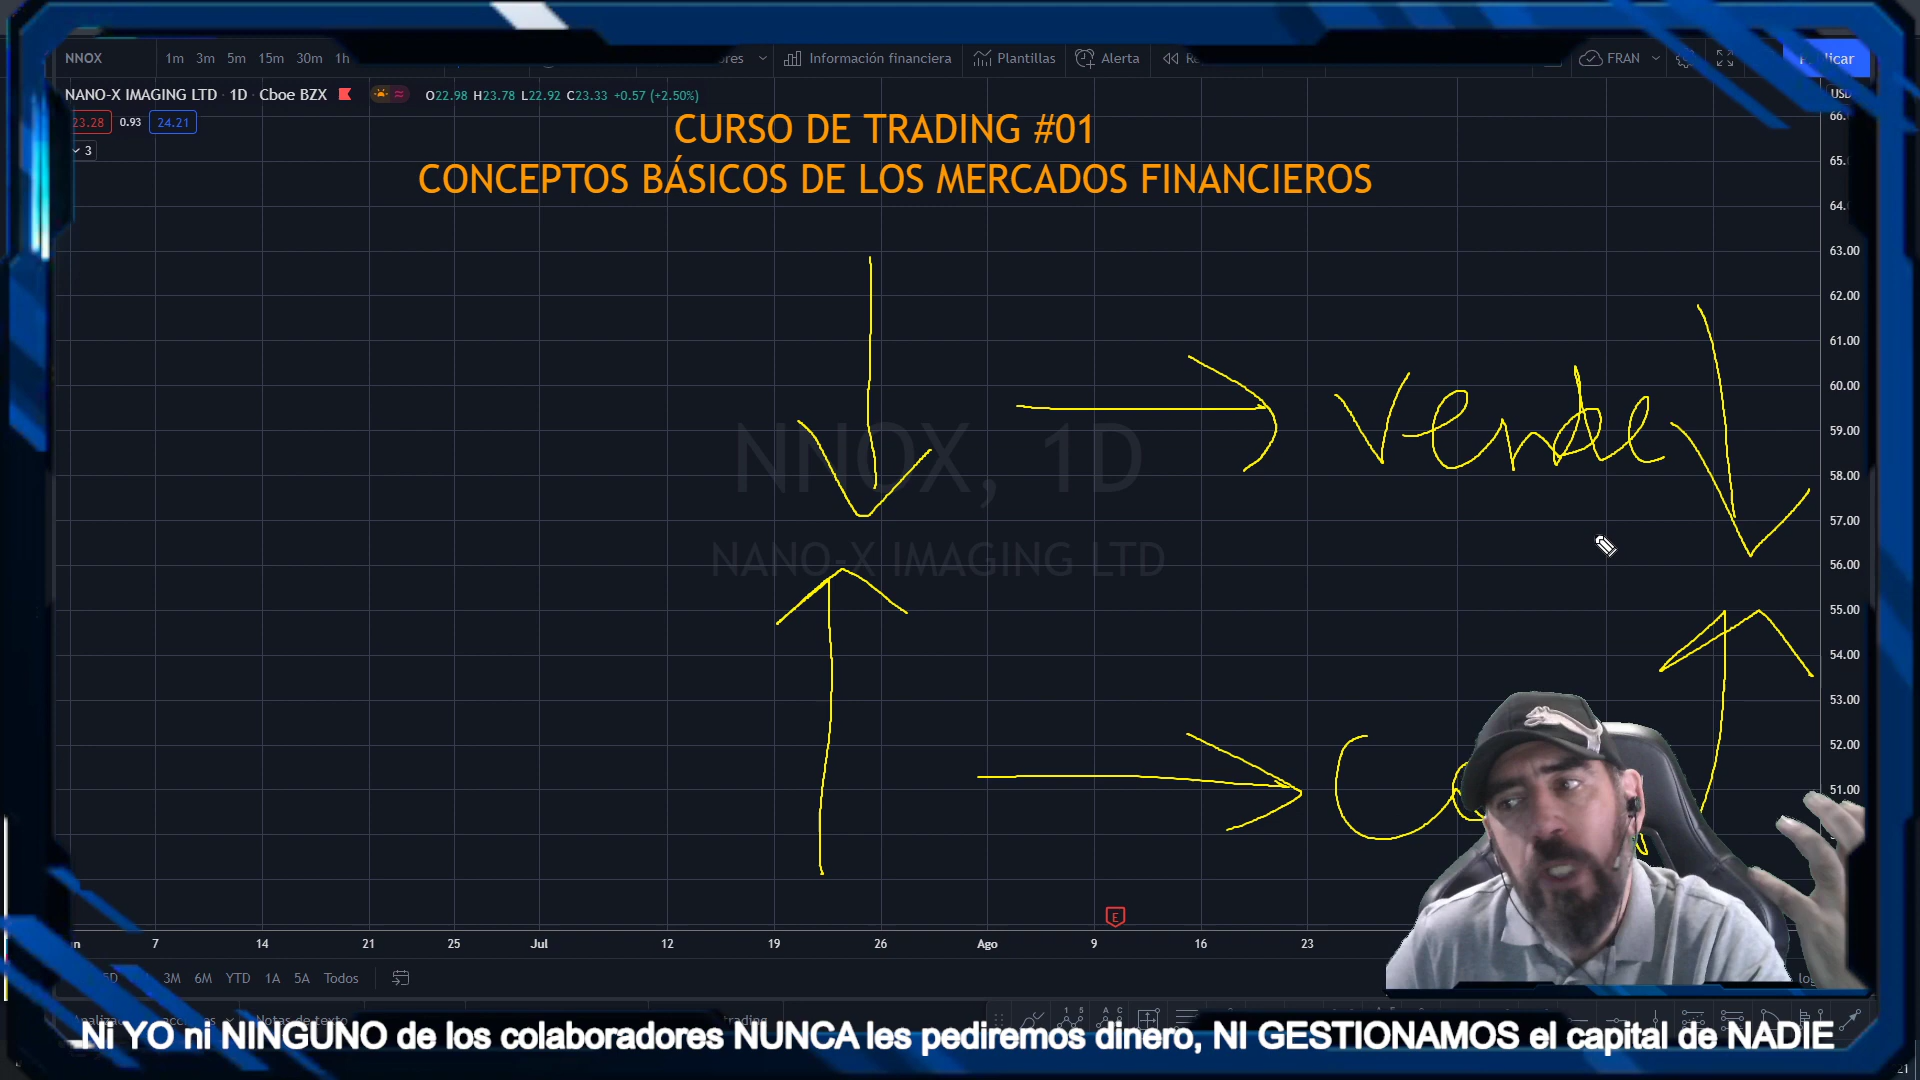 NNOX 1m 3m 5m 15m 30m 1h Información financiera Plantillas Alerta FRAN
NANO-X IMAGING LTD · 1D · Cboe BZX O22.98 H23.78 L22.92 C23.33 +0.57 (+2.50%)
23.28 0.93 24.21
3
CURSO DE TRADING #01
CONCEPTOS BÁSICOS DE LOS MERCADOS FINANCIEROS
63.00
62.00
61.00
60.00
vende
59.00
NNOX, 1D
58.00
57.00
NANO-X IMAGING LTD
56.00
55.00
54.00
53.00
52.00
51.00
E
7 14 21 25 Jul 12 19 26 Ago 9 16 23
5D 3M 6M YTD 1A 5A Todos
Notas de texto
Ni YO ni NINGUNO de los colaboradores NUNCA les pediremos dinero, NI GESTIONAMOS el capital de NADIE